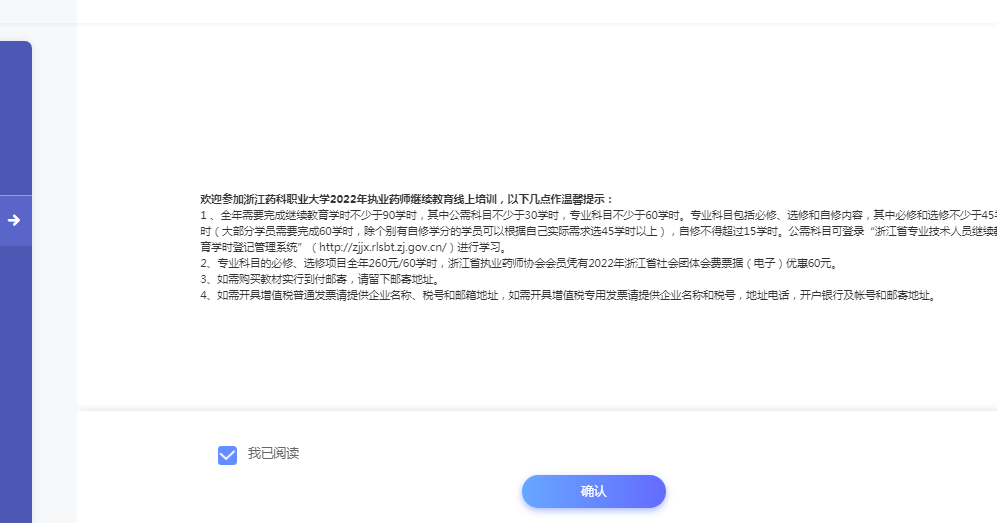 欢迎参加浙江药科职业大学2022年执业药师继续教育线上培训，以下几点作温馨提示：
1 、全年需要完成继续教育学时不少于90学时，其中公需科目不少于30学时，专业科目不少于60学时。专业科目包括必修、选修和自修内容，其中必修和选修不少于45学
时（大部分学员需要完成60学时，除个别有自修学分的学员可以根据自己实际需求选45学时以上），自修不得超过15学时。公需科目可登录“浙江省专业技术人员继续教
育学时登记管理系统”（http://zjjx.rlsbt.zj.gov.cn/）进行学习。
2、专业科目的必修、选修项目全年260元/60学时，浙江省执业药师协会会员凭有2022年浙江省社会团体会费票据（电子）优惠60元。
3、如需购买教材实行到付邮寄，请留下邮寄地址。
4、如需开具增值税普通发票请提供企业名称、税号和邮箱地址，如需开具增值税专用发票请提供企业名称和税号，地址电话，开户银行及帐号和邮寄地址。
我已阅读
确认